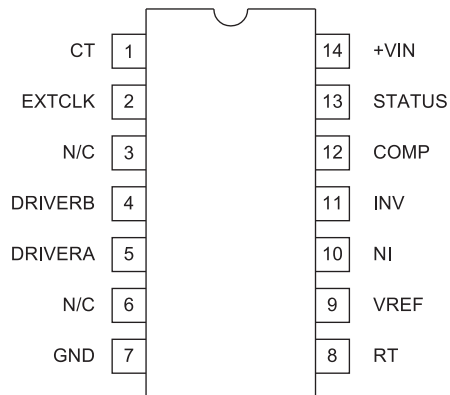 CT 1 14 +VIN
EXTCLK 2 13 STATUS
N/C 3 12 COMP
DRIVERB 4 11 INV
DRIVERA 5 10 NI
N/C 6 9 VREF
GND 7 8 RT